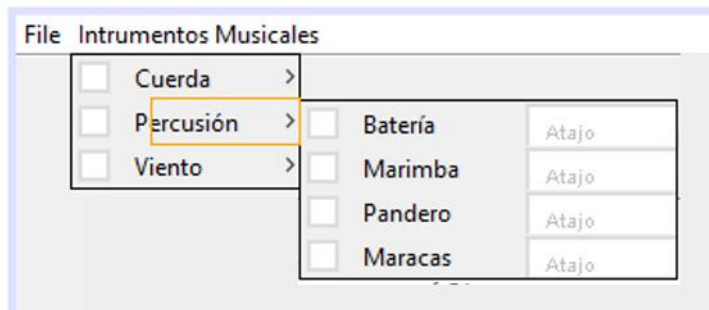 File Intrumentos Musicales
Cuerda >
Percusión >
Batería Atajo
Viento >
Marimba Atajo
Pandero Atajo
Maracas Atajo